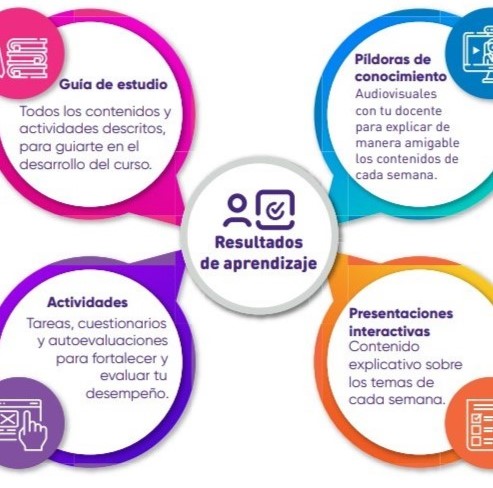 Guía de estudio
Todos los contenidos y
actividades descritos,
para guiarte en el
desarrollo del curso.
Píldoras de
conocimiento
Audiovisuales
con tu docente
para explicar de
manera amigable
los contenidos de
cada semana.
Resultados
de aprendizaje
Actividades
Tareas, cuestionarios
y autoevaluaciones
para fortalecer y
evaluar tu
desempeño.
Presentaciones
interactivas
Contenido
explicativo sobre
los temas de
cada semana.